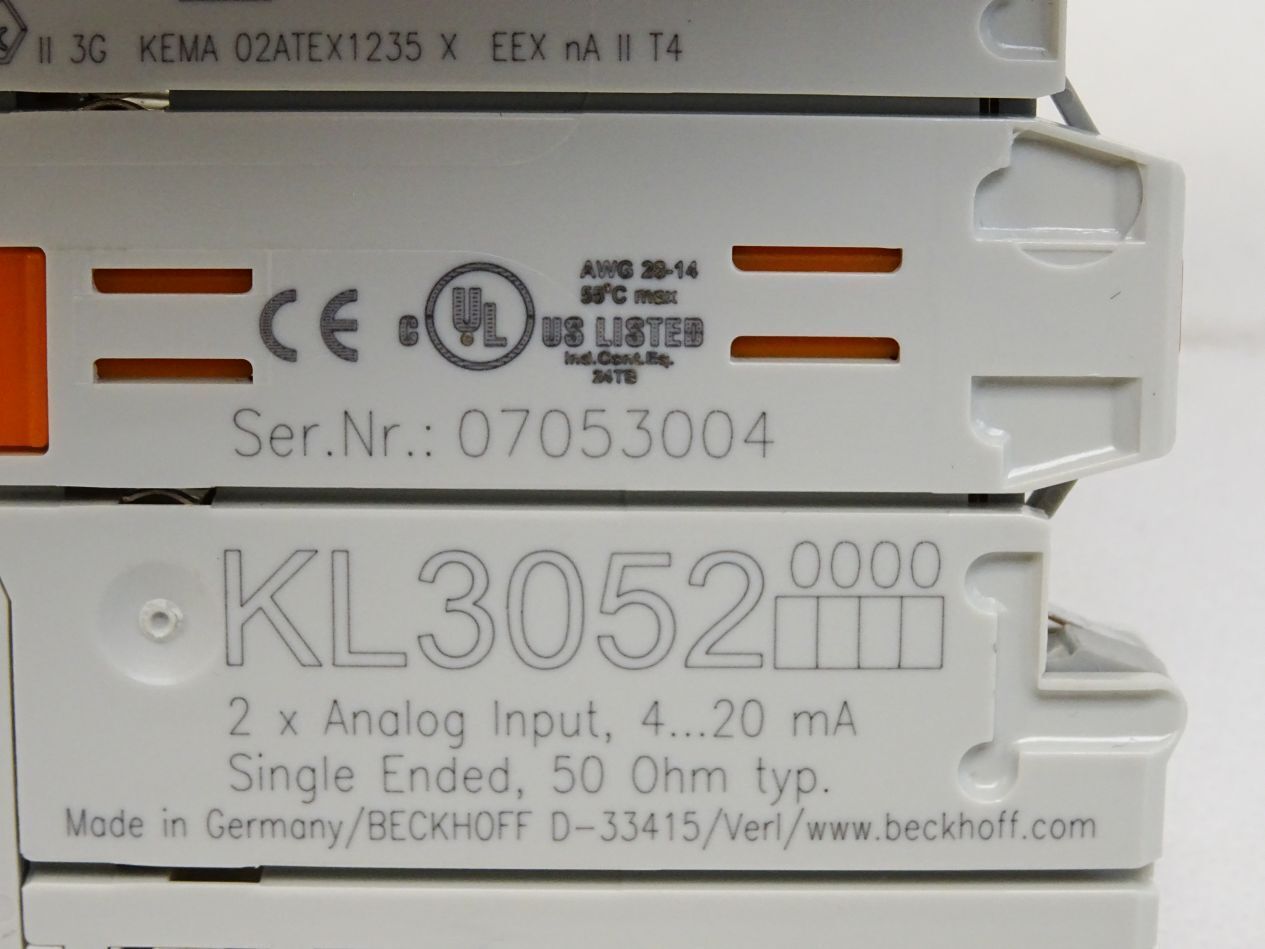 II 3G KEMA 02ATEX1235 X EEX nA II T4
CE
C UL US LISTED
AWG 28-14
55°C max
Ind.Cont.Eq.
24TB
Ser.Nr.: 07053004
KL3052 0000
2 x Analog Input, 4...20 mA
Single Ended, 50 Ohm typ.
Made in Germany/BECKHOFF D-33415/Verl/www.beckhoff.com